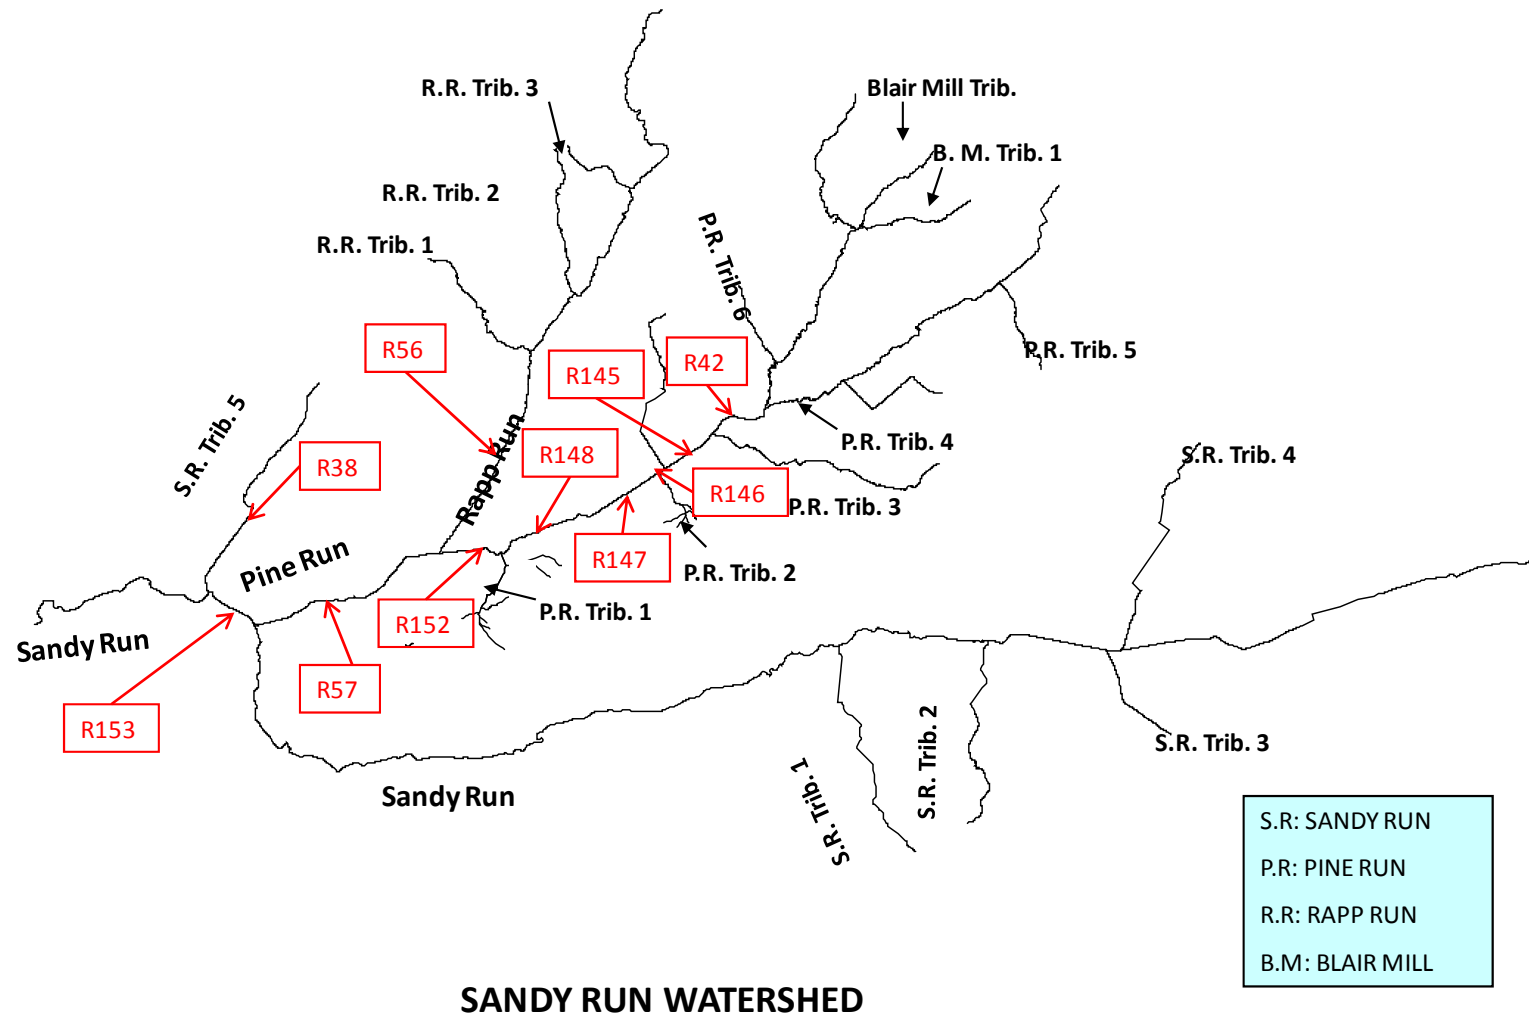 R.R. Trib. 3
Blair Mill Trib.
B. M. Trib. 1
R.R. Trib. 2
R.R. Trib. 1
P.R. Trib. 6
R56
R145
R42
P.R. Trib. 5
S.R. Trib. 5
R38
Rapp Run
R148
P.R. Trib. 4
R146
P.R. Trib. 3
S.R. Trib. 4
Pine Run
R147
P.R. Trib. 2
R152
P.R. Trib. 1
Sandy Run
R57
R153
Sandy Run
S.R. Trib. 1
S.R. Trib. 2
S.R. Trib. 3
S.R: SANDY RUN
P.R: PINE RUN
R.R: RAPP RUN
B.M: BLAIR MILL
SANDY RUN WATERSHED